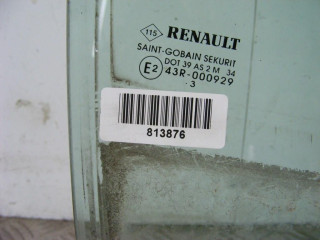 115 RENAULT
SAINT-GOBAIN SEKURIT
DOT 39 AS 2 M 34
E2 43R-000929
. 3
813876